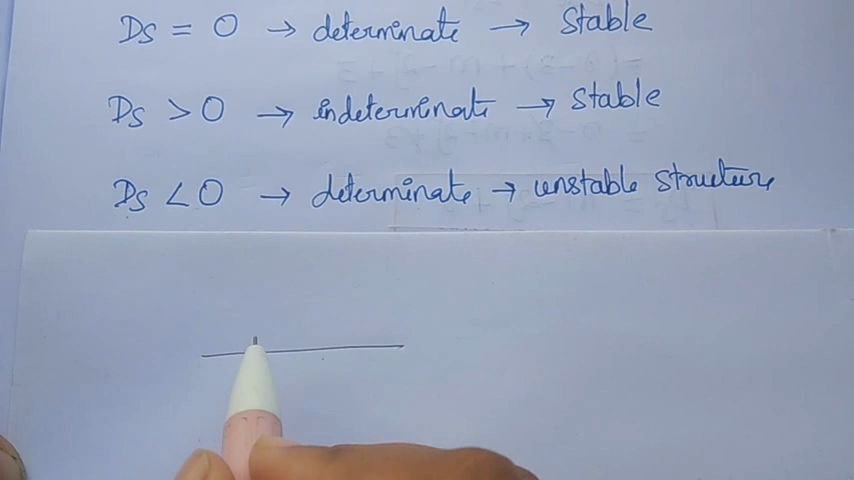 Ds = 0 → determinate → Stable
Ds > 0 → indeterminate → Stable
Ds < 0 → determinate → unstable structure